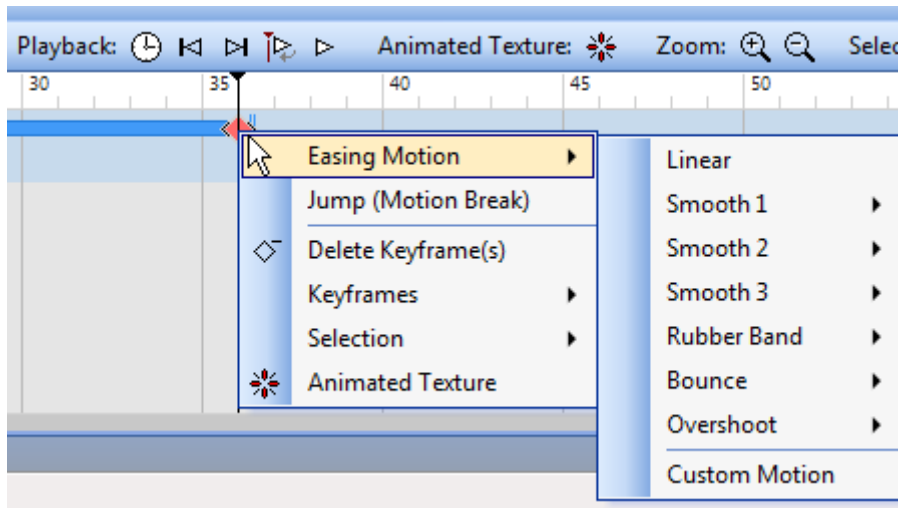 Playback: Animated Texture: Zoom: Selec
30 35 40 45 50
Easing Motion
Jump (Motion Break)
Delete Keyframe(s)
Keyframes
Selection
Animated Texture
Linear
Smooth 1
Smooth 2
Smooth 3
Rubber Band
Bounce
Overshoot
Custom Motion